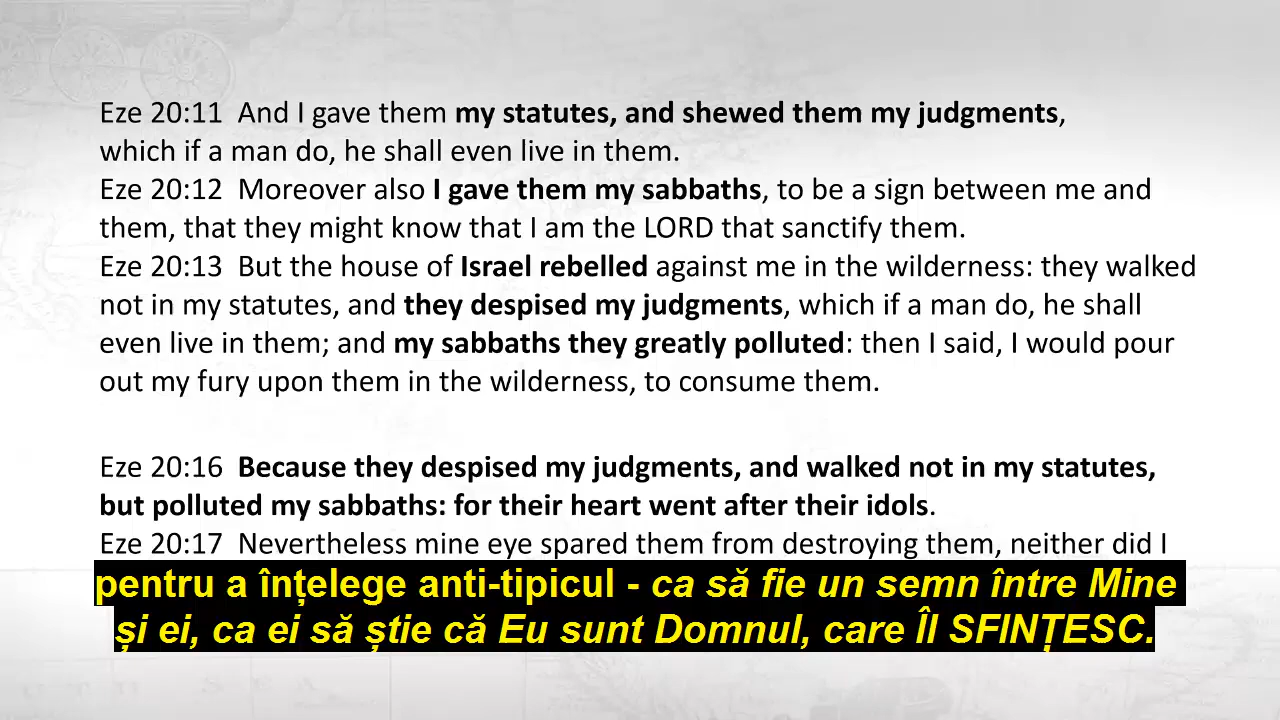 Eze 20:11 And I gave them my statutes, and shewed them my judgments,
which if a man do, he shall even live in them.
Eze 20:12 Moreover also I gave them my sabbaths, to be a sign between me and
them, that they might know that I am the LORD that sanctify them.
Eze 20:13 But the house of Israel rebelled against me in the wilderness: they walked
not in my statutes, and they despised my judgments, which if a man do, he shall
even live in them; and my sabbaths they greatly polluted: then I said, I would pour
out my fury upon them in the wilderness, to consume them.
Eze 20:16 Because they despised my judgments, and walked not in my statutes,
but polluted my sabbaths: for their heart went after their idols.
Eze 20:17 Nevertheless mine eye spared them from destroying them, neither did I
pentru a înțelege anti-tipicul - ca să fie un semn între Mine
și ei, ca ei să știe că Eu sunt Domnul, care ÎI SFINȚESC.